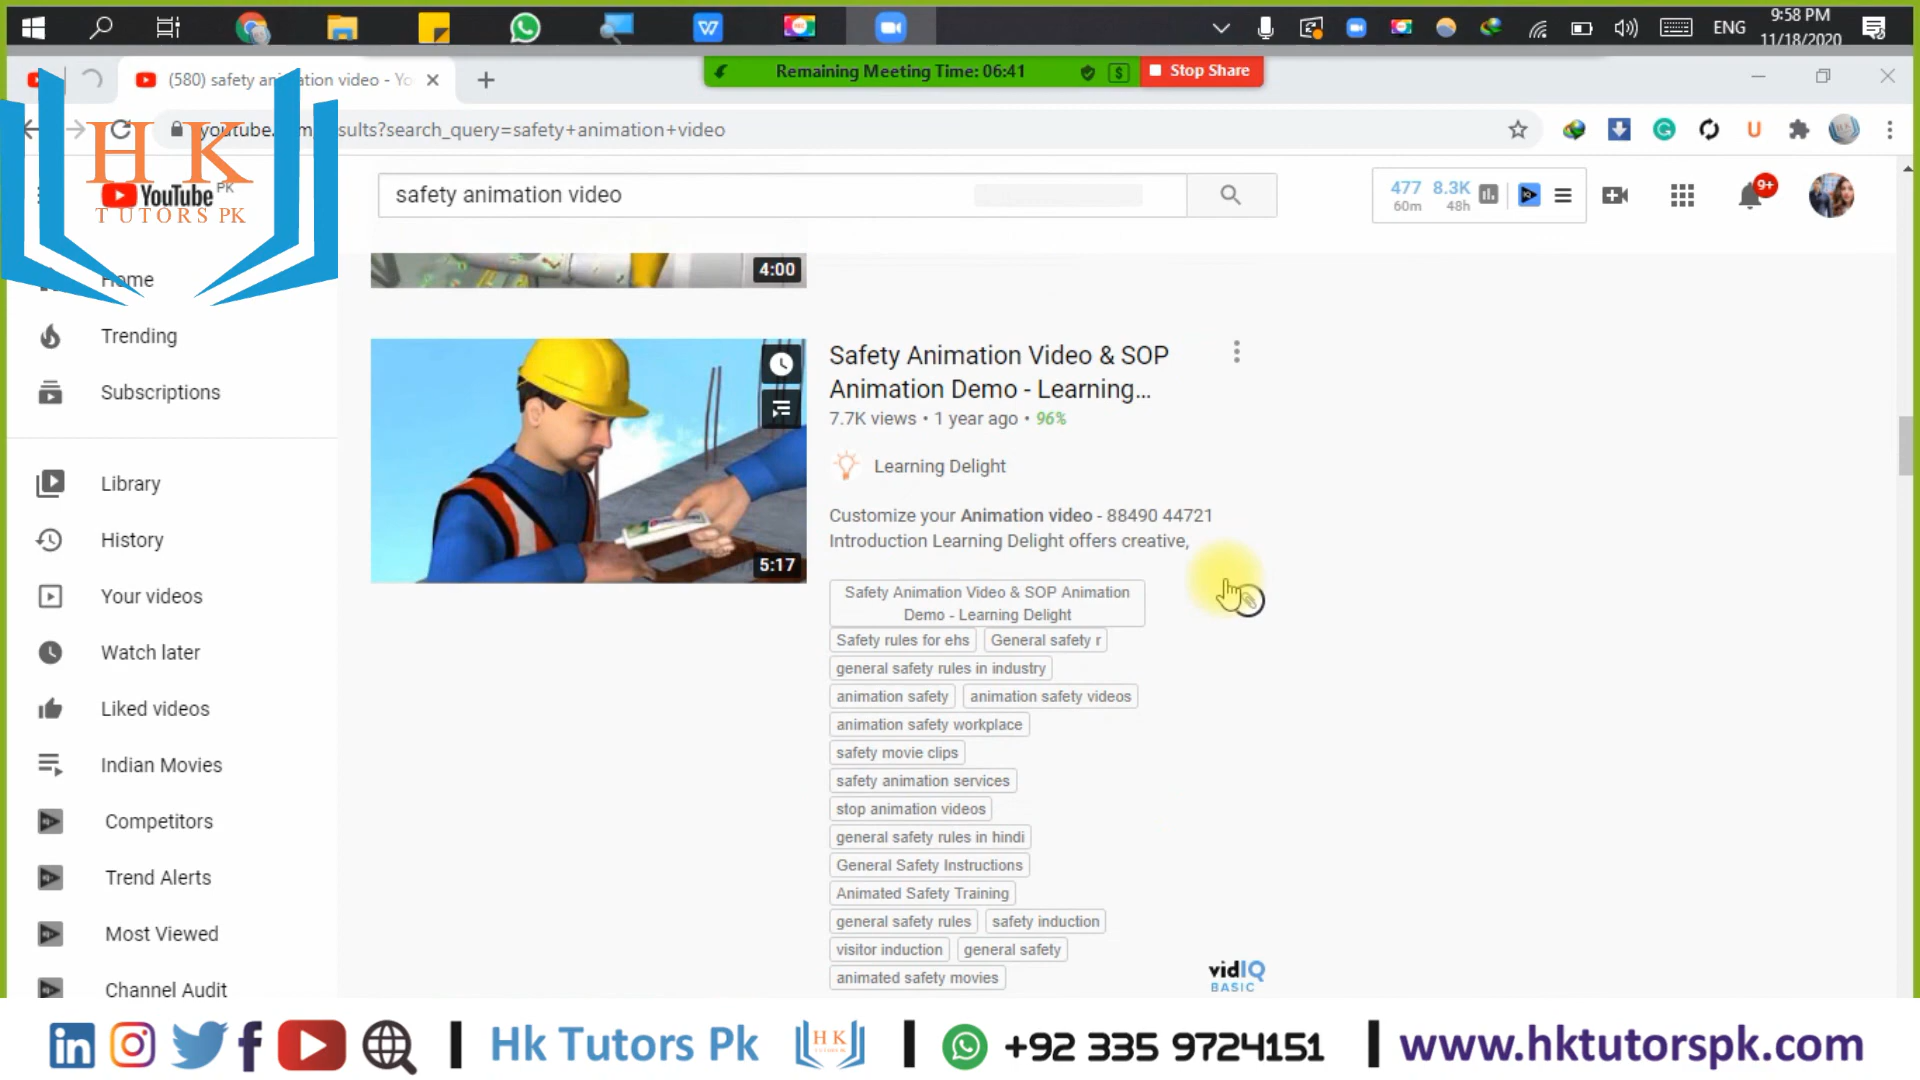 ENG
9:58 PM
11/18/2020
(580) safety ani ation video - Yo
Remaining Meeting Time: 06:41
Stop Share
youtube. m sults?search_query=safety+animation+video
HK
TUTORS PK
YouTube PK
safety animation video
477 8.3K
60m 48h
9+
Home
Trending
Subscriptions
Library
History
Your videos
Watch later
Liked videos
Indian Movies
Competitors
Trend Alerts
Most Viewed
Channel Audit
4:00
5:17
Safety Animation Video & SOP
Animation Demo - Learning...
7.7K views • 1 year ago • 96%
Learning Delight
Customize your Animation video - 88490 44721
Introduction Learning Delight offers creative,
Safety Animation Video & SOP Animation
Demo - Learning Delight
Safety rules for ehs General safety r
general safety rules in industry
animation safety animation safety videos
animation safety workplace
safety movie clips
safety animation services
stop animation videos
general safety rules in hindi
General Safety Instructions
Animated Safety Training
general safety rules safety induction
visitor induction general safety
animated safety movies
vidIQ
BASIC
Hk Tutors Pk
HK
+92 335 9724151
www.hktutorspk.com